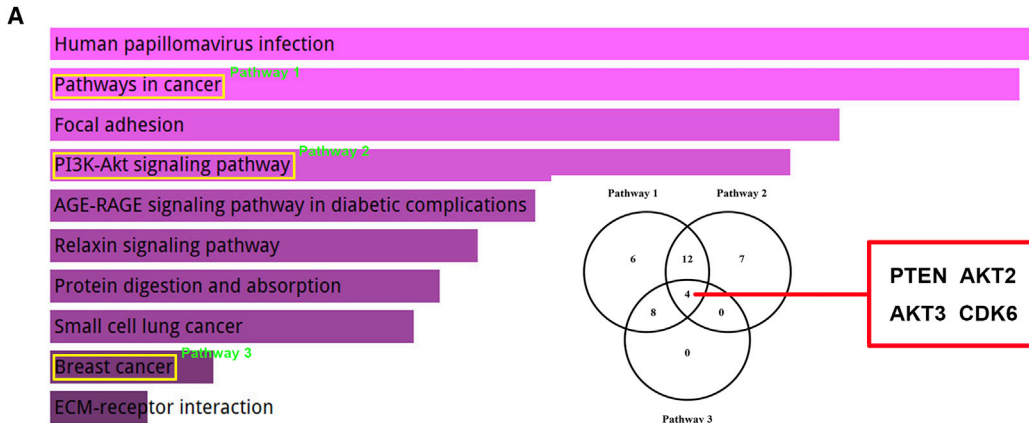 A
Human papillomavirus infection
Pathways in cancer
Pathway 1
Focal adhesion
PI3K-Akt signaling pathway
Pathway 2
AGE-RAGE signaling pathway in diabetic complications
Relaxin signaling pathway
Protein digestion and absorption
Small cell lung cancer
Breast cancer
Pathway 3
ECM-receptor interaction
Pathway 1
Pathway 2
6
12
7
4
8
0
0
Pathway 3
PTEN AKT2
AKT3 CDK6